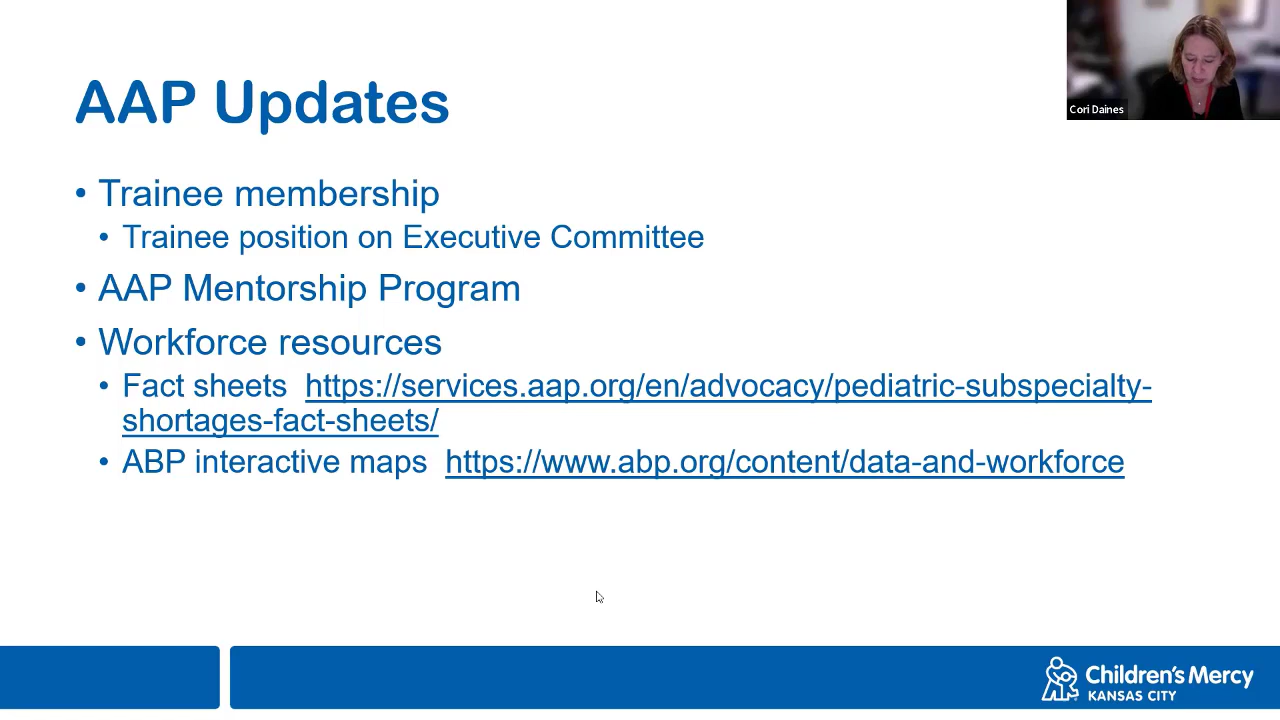 AAP Updates
Cori Daines
• Trainee membership
• Trainee position on Executive Committee
• AAP Mentorship Program
• Workforce resources
• Fact sheets https://services.aap.org/en/advocacy/pediatric-subspecialty-
shortages-fact-sheets/
• ABP interactive maps https://www.abp.org/content/data-and-workforce
Children's Mercy
KANSAS CITY